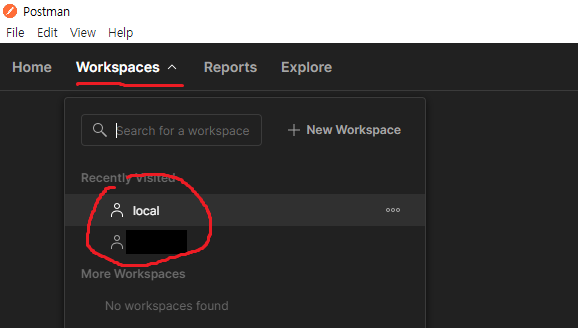 Postman
File Edit View Help
Home Workspaces Reports Explore
Search for a workspace New Workspace
Recently Visited
local
More Workspaces
No workspaces found